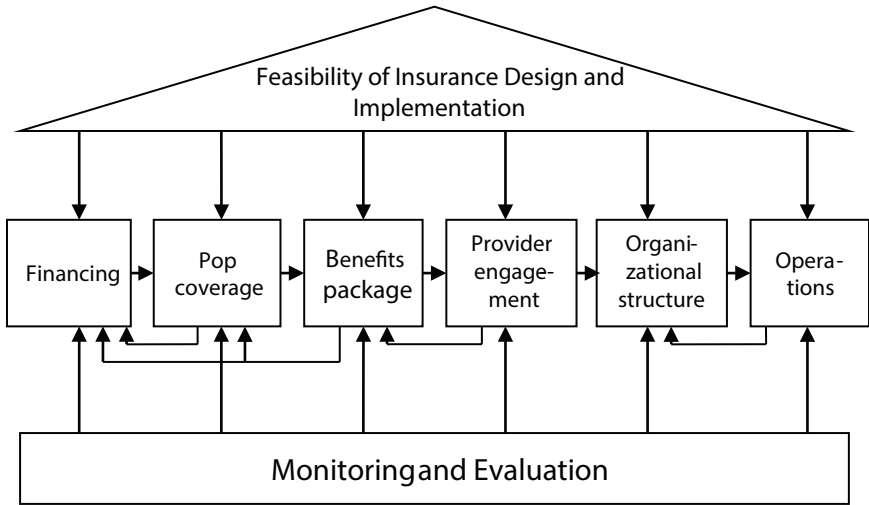 Feasibility of Insurance Design and
Implementation
Financing
Pop
coverage
Benefits
package
Provider
engage-
ment
Organi-
zational
structure
Opera-
tions
Monitoring and Evaluation